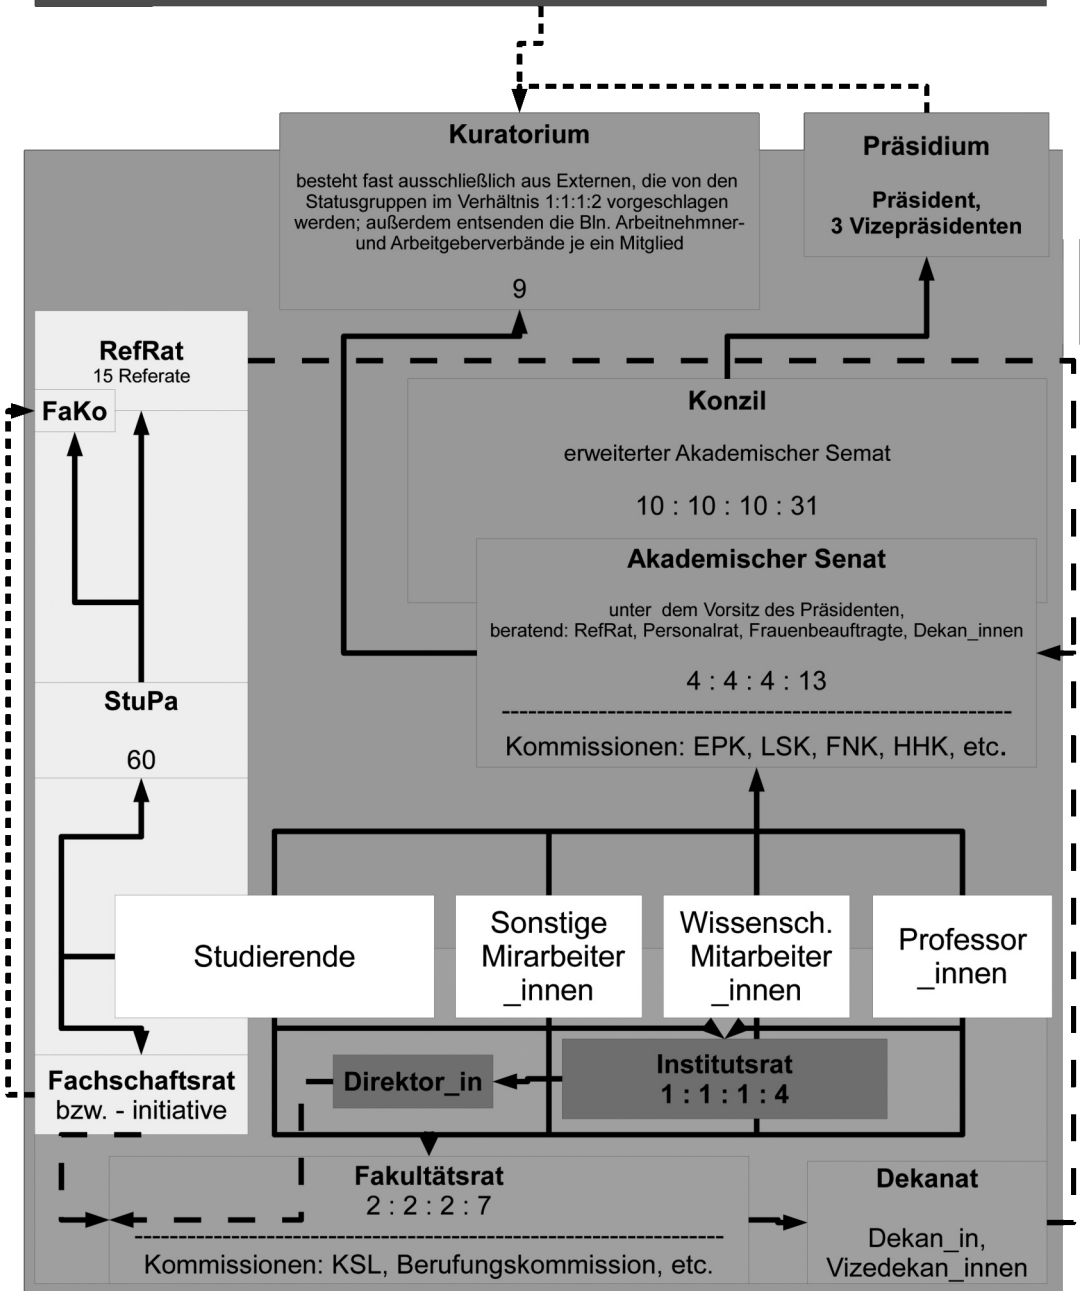 Kuratorium
besteht fast ausschließlich aus Externen, die von den
Statusgruppen im Verhältnis 1:1:1:2 vorgeschlagen
werden; außerdem entsenden die Bln. Arbeitnehmner-
und Arbeitgeberverbände je ein Mitglied
9
Präsidium
Präsident,
3 Vizepräsidenten
RefRat
15 Referate
FaKo
Konzil
erweiterter Akademischer Semat
10 : 10 : 10 : 31
Akademischer Senat
unter dem Vorsitz des Präsidenten,
beratend: RefRat, Personalrat, Frauenbeauftragte, Dekan_innen
4 : 4 : 4 : 13
Kommissionen: EPK, LSK, FNK, HHK, etc.
StuPa
60
Studierende
Sonstige
Mirarbeiter
_innen
Wissensch.
Mitarbeiter
_innen
Professor
_innen
Fachschaftsrat
bzw. - initiative
Direktor_in
Institutsrat
1 : 1 : 1 : 4
Fakultätsrat
2 : 2 : 2 : 7
Kommissionen: KSL, Berufungskommission, etc.
Dekanat
Dekan_in,
Vizedekan_innen